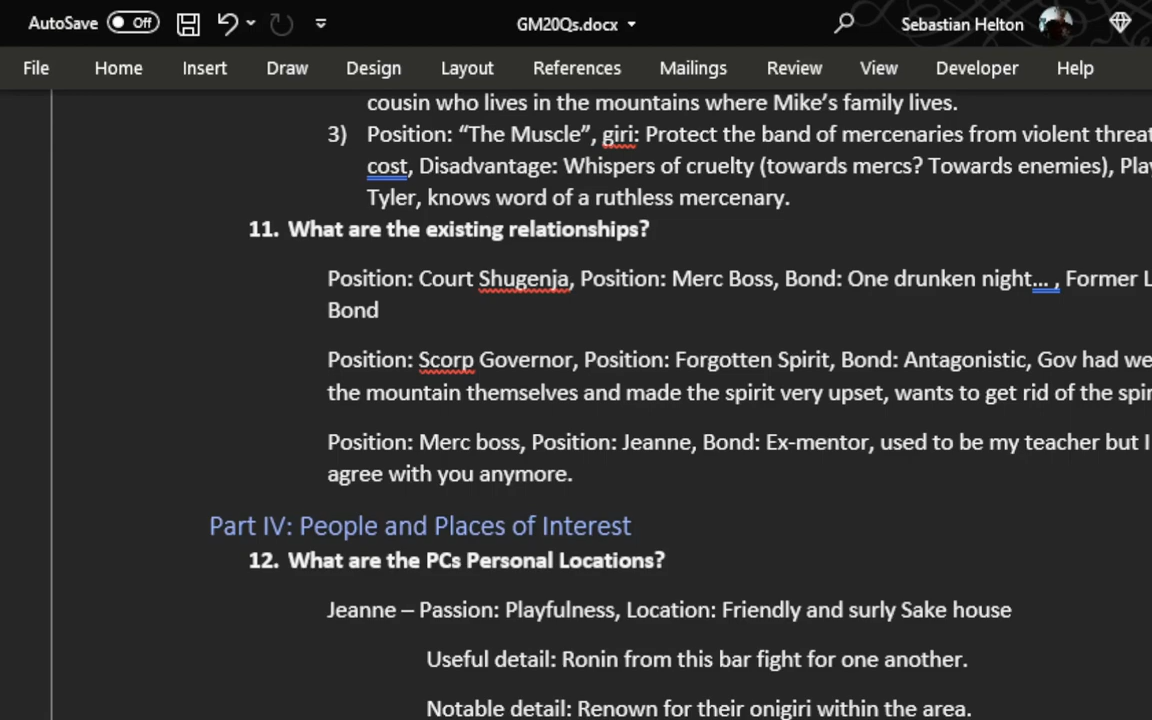 AutoSave Off GM20Qs.docx Sebastian Helton
File Home Insert Draw Design Layout References Mailings Review View Developer Help
cousin who lives in the mountains where Mike's family lives.
3) Position: “The Muscle”, giri: Protect the band of mercenaries from violent threat
cost, Disadvantage: Whispers of cruelty (towards mercs? Towards enemies), Play
Tyler, knows word of a ruthless mercenary.
11. What are the existing relationships?
Position: Court Shugenja, Position: Merc Boss, Bond: One drunken night... , Former L
Bond
Position: Scorp Governor, Position: Forgotten Spirit, Bond: Antagonistic, Gov had we
the mountain themselves and made the spirit very upset, wants to get rid of the spir
Position: Merc boss, Position: Jeanne, Bond: Ex-mentor, used to be my teacher but I
agree with you anymore.
Part IV: People and Places of Interest
12. What are the PCs Personal Locations?
Jeanne – Passion: Playfulness, Location: Friendly and surly Sake house
Useful detail: Ronin from this bar fight for one another.
Notable detail: Renown for their onigiri within the area.